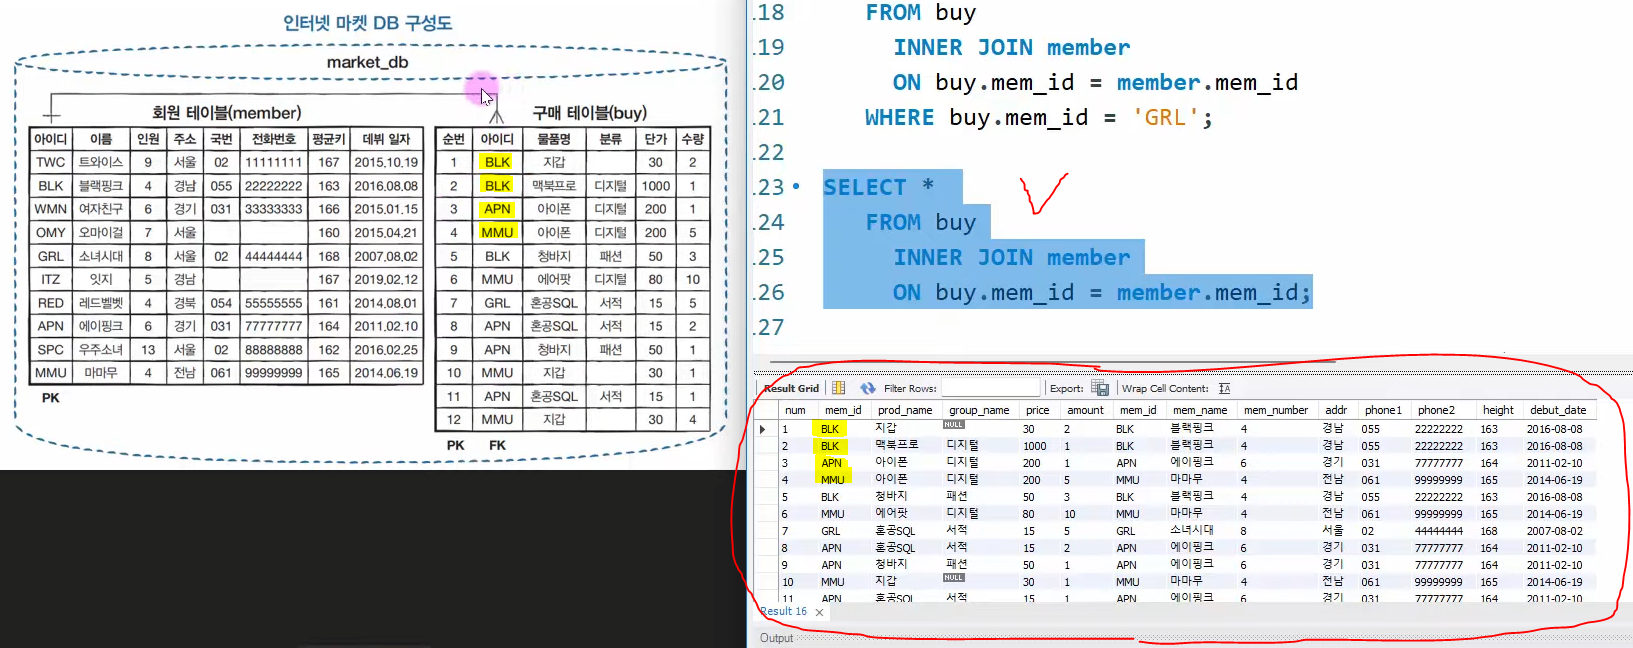 인터넷 마켓 DB 구성도
market_db
회원 테이블(member)
아이디 이름 인원 주소 국번 전화번호 평균키 데뷔 일자
TWC 트와이스 9 서울 02 11111111 167 2015.10.19
BLK 블랙핑크 4 경남 055 22222222 163 2016.08.08
WMN 여자친구 6 경기 031 33333333 166 2015.01.15
OMY 오마이걸 7 서울 160 2015.04.21
GRL 소녀시대 8 서울 02 44444444 168 2007.08.02
ITZ 잇지 5 경남 167 2019.02.12
RED 레드벨벳 4 경북 054 55555555 161 2014.08.01
APN 에이핑크 6 경기 031 77777777 164 2011.02.10
SPC 우주소녀 13 서울 02 88888888 162 2016.02.25
MMU 마마무 4 전남 061 99999999 165 2014.06.19
PK
구매 테이블(buy)
순번 아이디 물품명 분류 단가 수량
1 BLK 지갑 30 2
2 BLK 맥북프로 디지털 1000 1
3 APN 아이폰 디지털 200 1
4 MMU 아이폰 디지털 200 5
5 BLK 청바지 패션 50 3
6 MMU 에어팟 디지털 80 10
7 GRL 혼공SQL 서적 15 5
8 APN 혼공SQL 서적 15 2
9 APN 청바지 패션 50 1
10 MMU 지갑 30 1
11 APN 혼공SQL 서적 15 1
12 MMU 지갑 30 4
PK FK
18 FROM buy
19 INNER JOIN member
20 ON buy.mem_id = member.mem_id
21 WHERE buy.mem_id = 'GRL';
22
23 SELECT *
24 FROM buy
25 INNER JOIN member
26 ON buy.mem_id = member.mem_id;
27
Result Grid Filter Rows: Export: Wrap Cell Content:
num mem_id prod_name group_name price amount mem_id mem_name mem_number addr phone1 phone2 height debut_date
1 BLK 지갑 NULL 30 2 BLK 블랙핑크 4 경남 055 22222222 163 2016-08-08
2 BLK 맥북프로 디지털 1000 1 BLK 블랙핑크 4 경남 055 22222222 163 2016-08-08
3 APN 아이폰 디지털 200 1 APN 에이핑크 6 경기 031 77777777 164 2011-02-10
4 MMU 아이폰 디지털 200 5 MMU 마마무 4 전남 061 99999999 165 2014-06-19
5 BLK 청바지 패션 50 3 BLK 블랙핑크 4 경남 055 22222222 163 2016-08-08
6 MMU 에어팟 디지털 80 10 MMU 마마무 4 전남 061 99999999 165 2014-06-19
7 GRL 혼공SQL 서적 15 5 GRL 소녀시대 8 서울 02 44444444 168 2007-08-02
8 APN 혼공SQL 서적 15 2 APN 에이핑크 6 경기 031 77777777 164 2011-02-10
9 APN 청바지 패션 50 1 APN 에이핑크 6 경기 031 77777777 164 2011-02-10
10 MMU 지갑 NULL 30 1 MMU 마마무 4 전남 061 99999999 165 2014-06-19
11 APN 혼공SQL 서적 15 1 APN 에이핑크 6 경기 031 77777777 164 2011-02-10
Result 16
Output